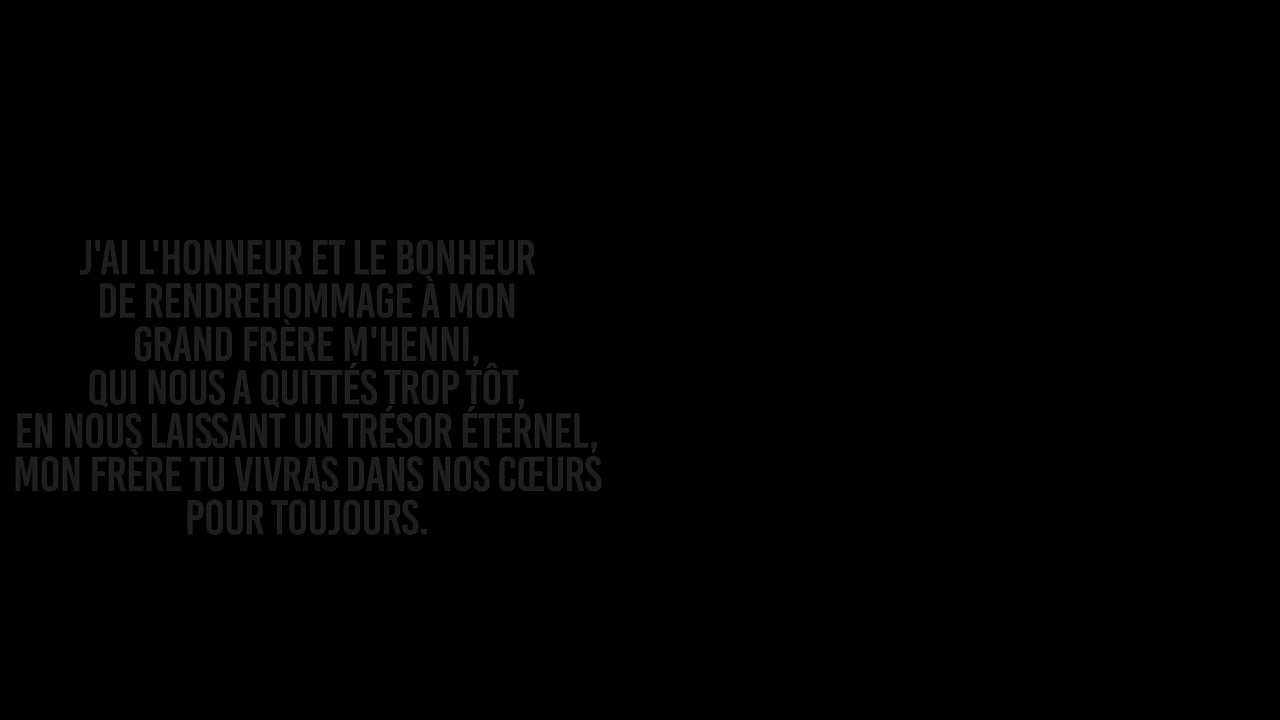 J'AI L'HONNEUR ET LE BONHEUR
DE RENDREHOMMAGE À MON
GRAND FRÈRE M'HENNI,
QUI NOUS A QUITTÉS TROP TÔT,
EN NOUS LAISSANT UN TRÉSOR ÉTERNEL,
MON FRÈRE TU VIVRAS DANS NOS CŒURS
POUR TOUJOURS.